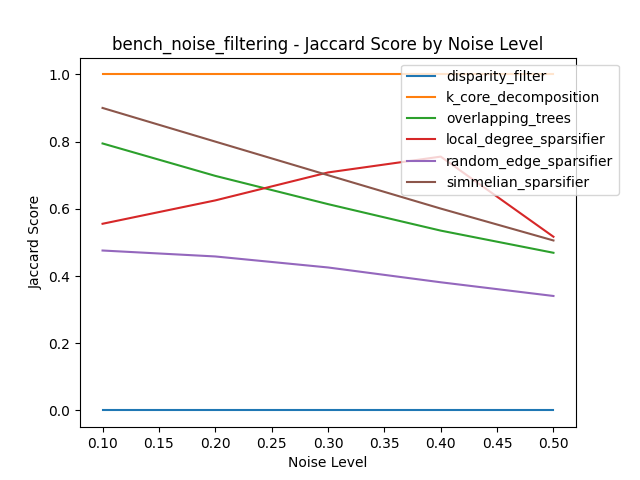 bench_noise_filtering - Jaccard Score by Noise Level
Jaccard Score
1.0
0.8
0.6
0.4
0.2
0.0
disparity_filter
k_core_decomposition
overlapping_trees
local_degree_sparsifier
random_edge_sparsifier
simmelian_sparsifier
0.10 0.15 0.20 0.25 0.30 0.35 0.40 0.45 0.50
Noise Level